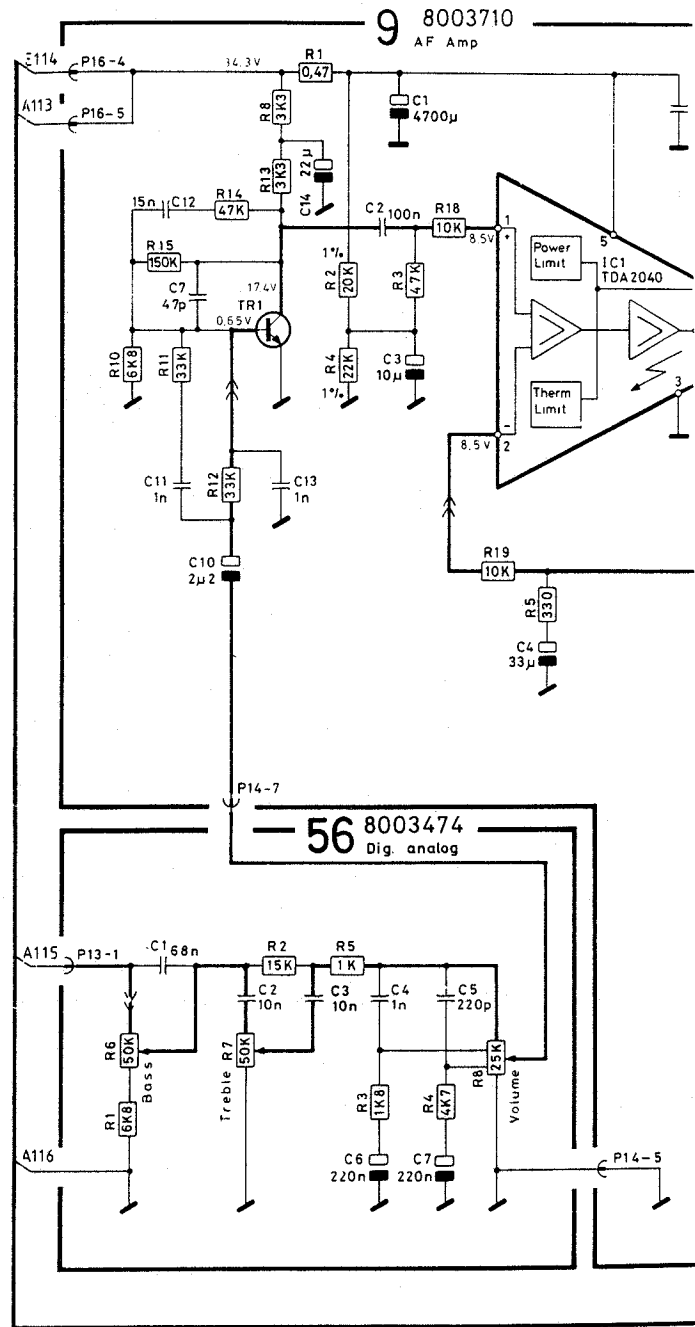 9 8003710
AF Amp
E114
P16-4
34.3V
R1
0,47
A113
P16-5
R8
3K3
C1
4700µ
R13
3K3
22µ
C14
15n
C12
R14
47K
C2
100n
R18
10K
1
8.5V
+
5
Power
Limit
IC1
TDA2040
R15
150K
1%
R2
20K
R3
47K
C7
47p
17.4V
TR1
0,65V
R10
6K8
R11
33K
R4
22K
1%
C3
10µ
Therm
Limit
3
-
8.5V
2
C11
1n
R12
33K
C13
1n
C10
2µ2
R19
10K
R5
330
C4
33µ
P14-7
56 8003474
Dig. analog
A115
P13-1
C1
68n
R2
15K
R5
1K
C2
10n
C3
10n
C4
1n
C5
220p
R6
50K
Bass
R7
50K
Treble
R8
25K
Volume
R1
6K8
R3
1K8
R4
4K7
A116
C6
220n
C7
220n
P14-5